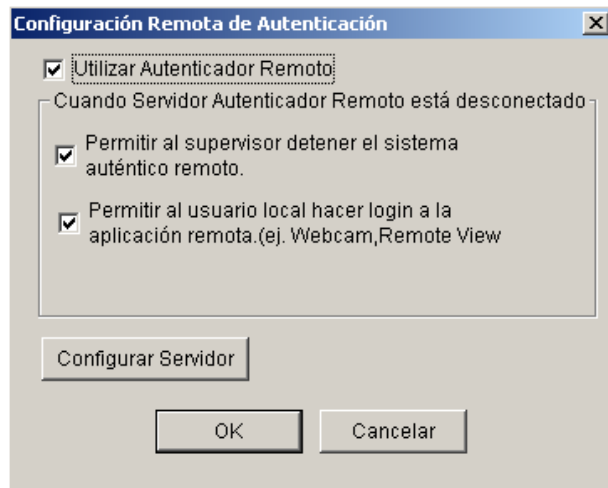 Configuración Remota de Autenticación
Utilizar Autenticador Remoto
Cuando Servidor Autenticador Remoto está desconectado
Permitir al supervisor detener el sistema
auténtico remoto.
Permitir al usuario local hacer login a la
aplicación remota.(ej. Webcam,Remote View
Configurar Servidor
OK
Cancelar